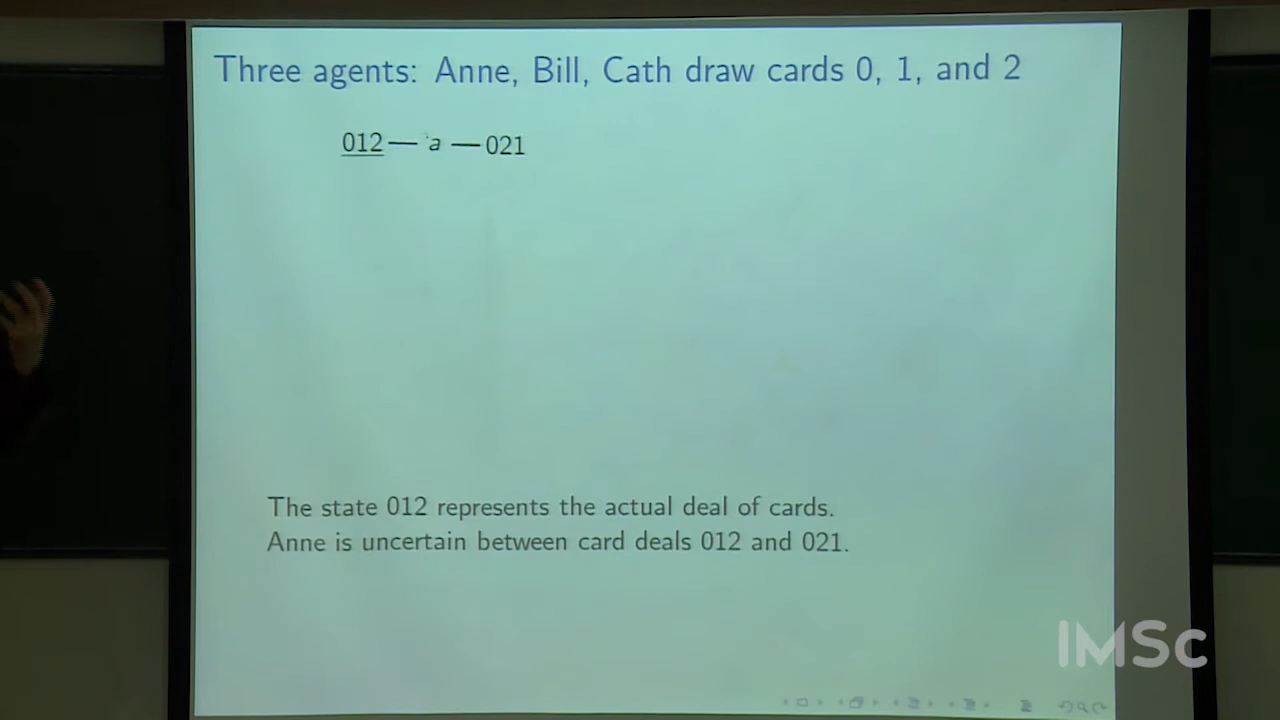 Three agents: Anne, Bill, Cath draw cards 0, 1, and 2
012 — a — 021
The state 012 represents the actual deal of cards.
Anne is uncertain between card deals 012 and 021.
IMSc